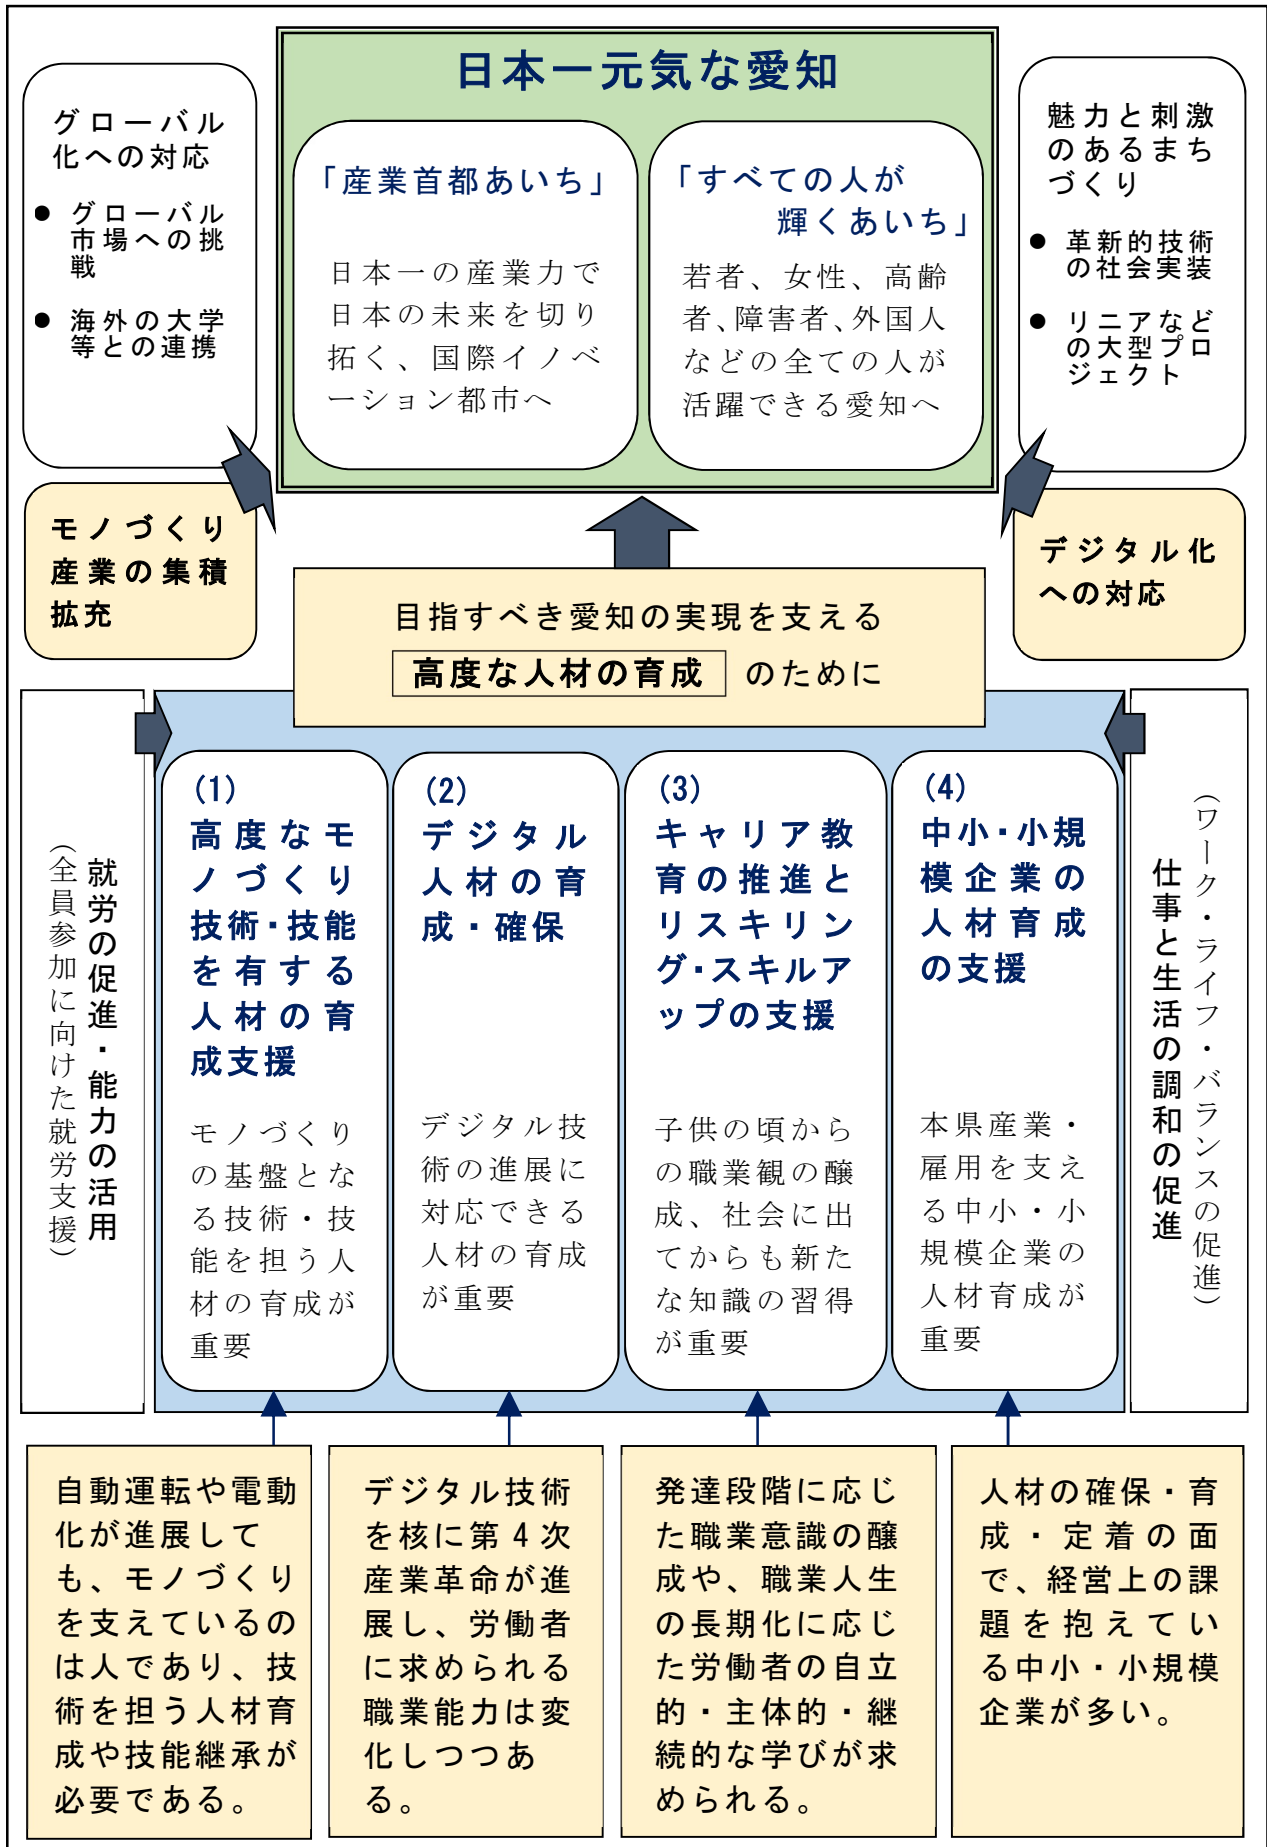 日本一元気な愛知
グローバル
化への対応
● グローバル
市場への挑
戦
● 海外の大学
等との連携
「産業首都あいち」
日本一の産業力で
日本の未来を切り
拓く、国際イノベ
ーション都市へ
「すべての人が
輝くあいち」
若者、女性、高齢
者、障害者、外国人
などの全ての人が
活躍できる愛知へ
魅力と刺激
のあるまち
づくり
● 革新的技術
の社会実装
● リニアなど
の大型プロ
ジェクト
モノづくり
産業の集積
拡充
デジタル化
への対応
目指すべき愛知の実現を支える
高度な人材の育成 のために
就労の促進・能力の活用
（全員参加に向けた就労支援）
(1)
高度なモ
ノづくり
技術・技能
を有する
人材の育
成支援
モノづくり
の基盤とな
る技術・技
能を担う人
材の育成が
重要
(2)
デジタル
人材の育
成・確保
デジタル技
術の進展に
対応できる
人材の育成
が重要
(3)
キャリア教
育の推進と
リスキリン
グ・スキルア
ップの支援
子供の頃から
の職業観の醸
成、社会に出
てからも新た
な知識の習得
が重要
(4)
中小・小規
模企業の
人材育成
の支援
本県産業・
雇用を支え
る中小・小
規模企業の
人材育成が
重要
（ワーク・ライフ・バランスの促進）
仕事と生活の調和の促進
自動運転や電動
化が進展して
も、モノづくり
を支えているの
は人であり、技
術を担う人材育
成や技能継承が
必要である。
デジタル技術
を核に第４次
産業革命が進
展し、労働者
に求められる
職業能力は変
化しつつあ
る。
発達段階に応じ
た職業意識の醸
成や、職業人生
の長期化に応じ
た労働者の自立
的・主体的・継
続的な学びが求
められる。
人材の確保・育
成・定着の面
で、経営上の課
題を抱えてい
る中小・小規模
企業が多い。